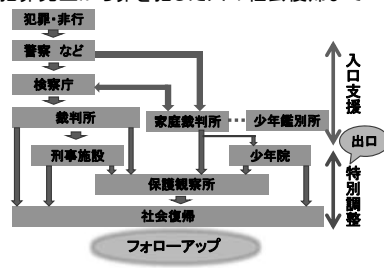 犯罪・非行
警察 など
検察庁
裁判所
家庭裁判所
少年鑑別所
刑事施設
少年院
保護観察所
社会復帰
フォローアップ
入口支援
出口
特別調整